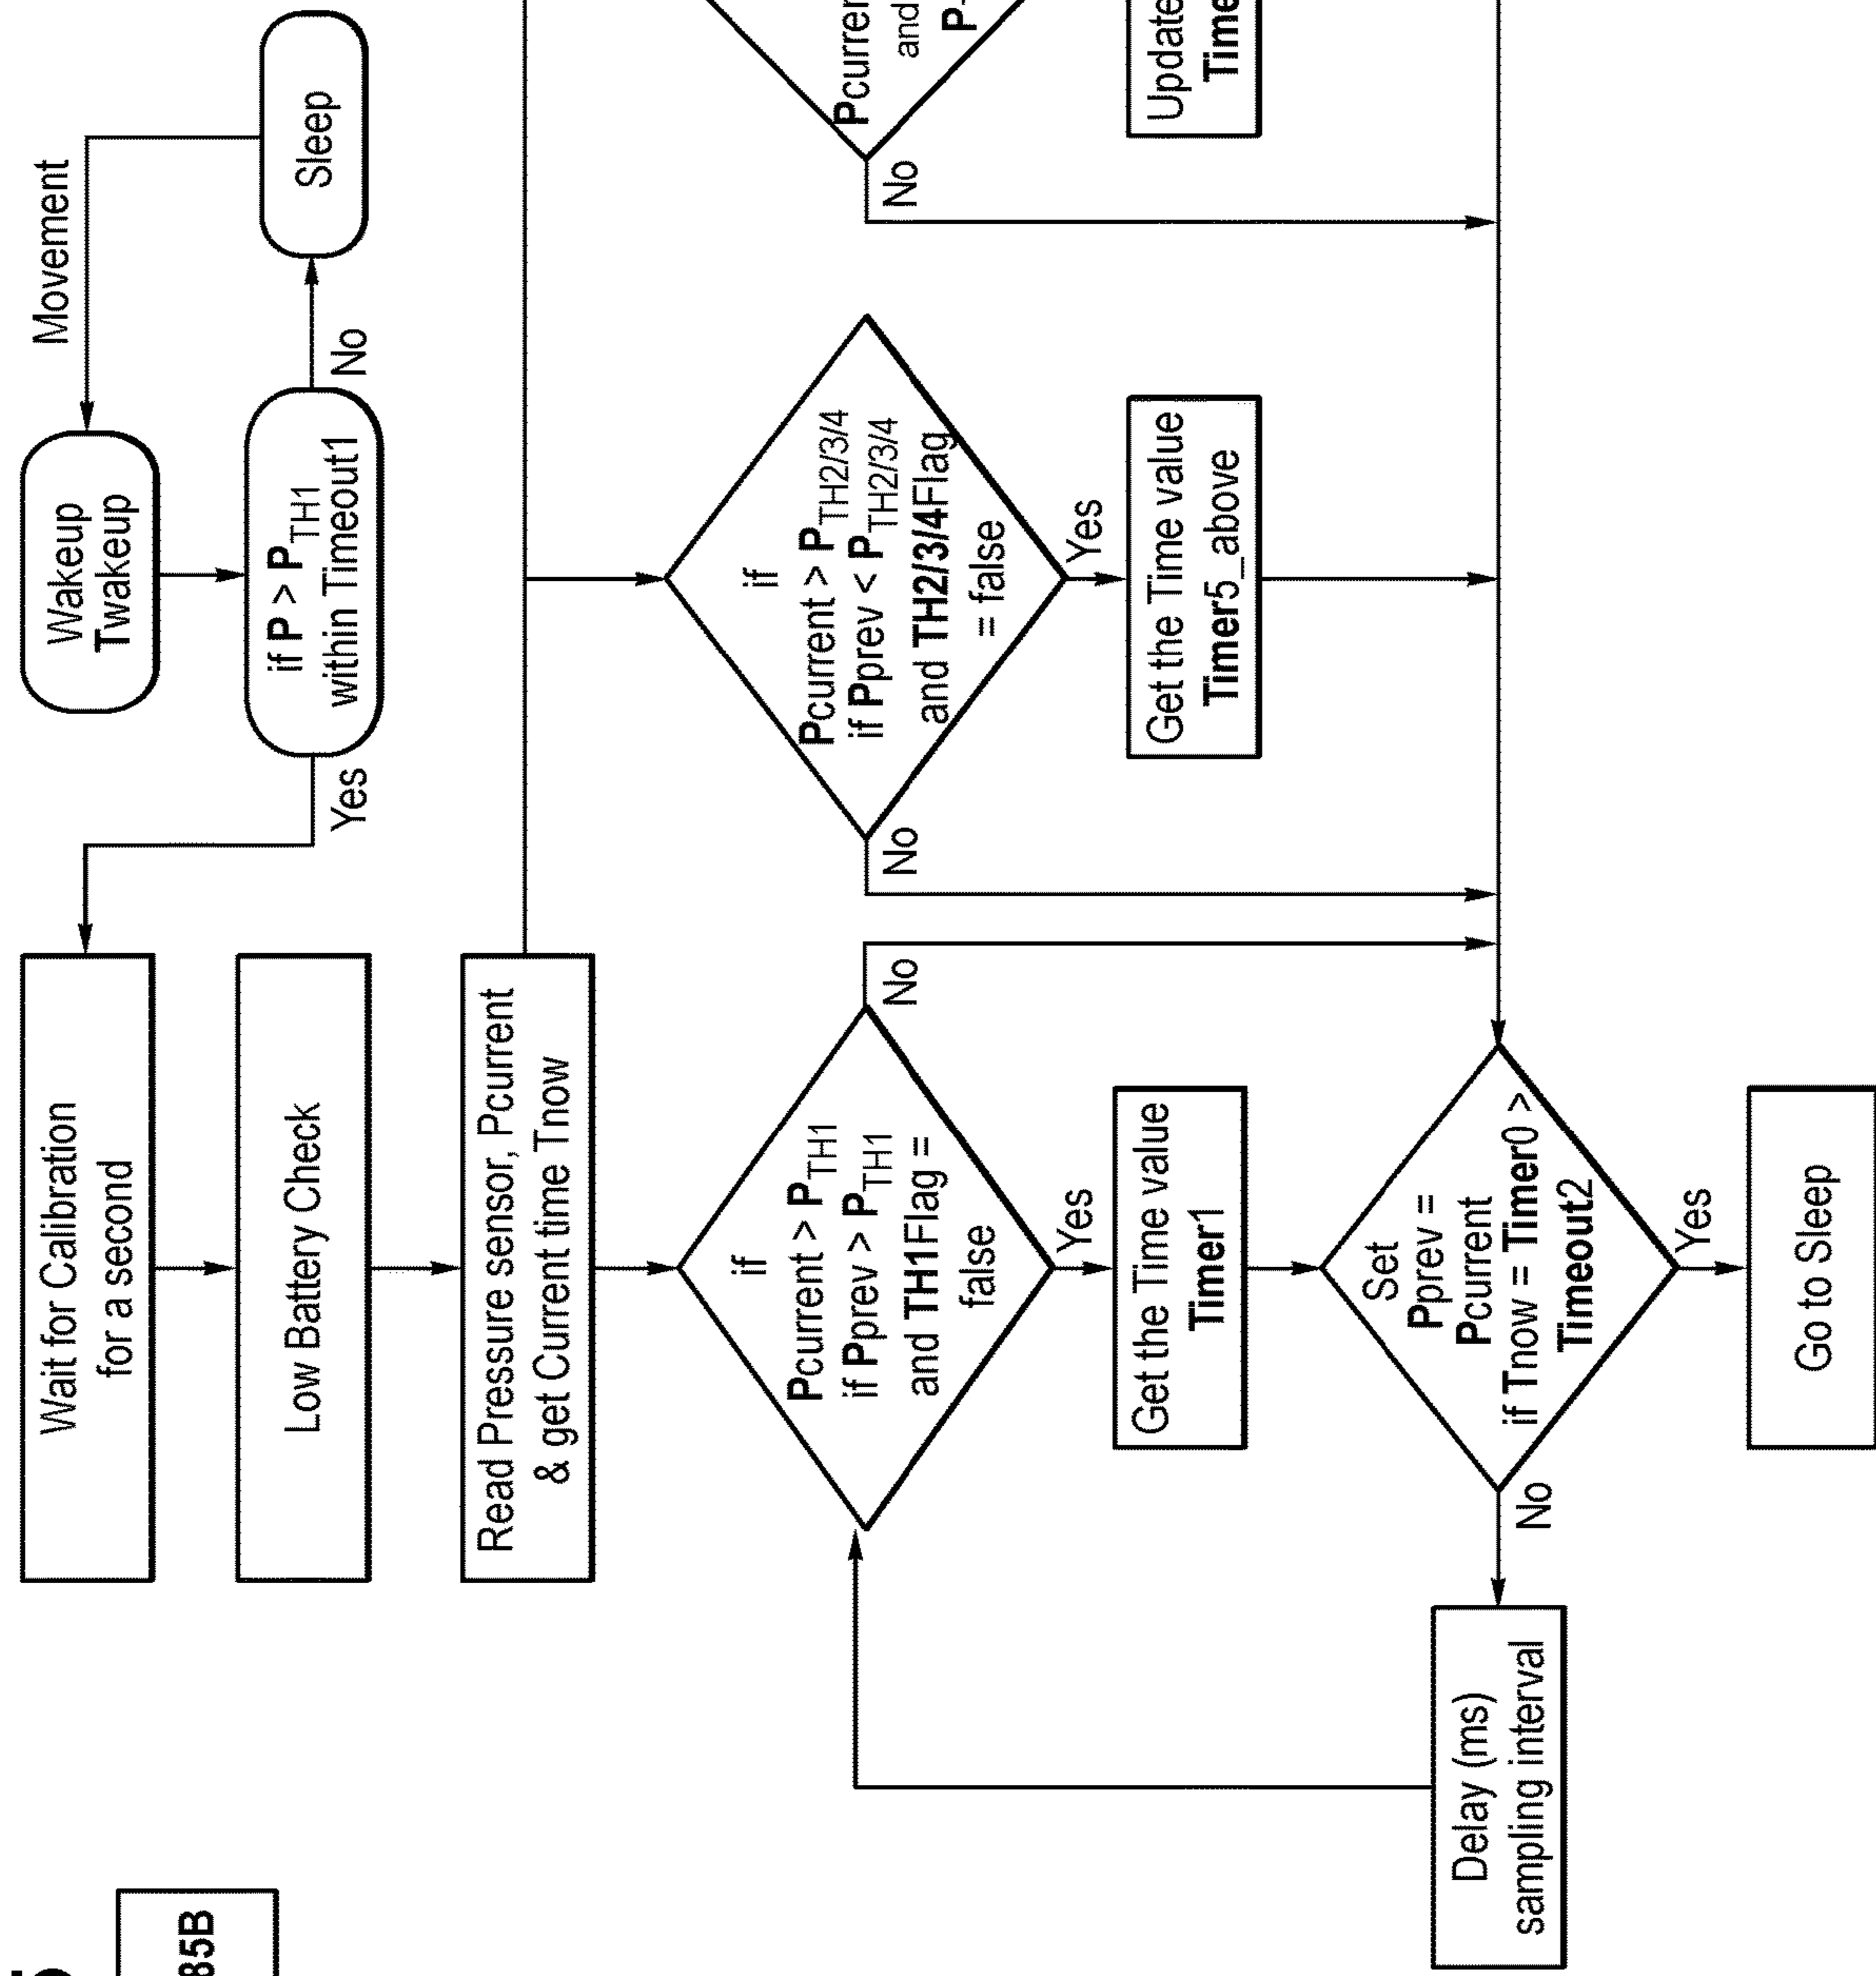 Movement
Wakeup
Twakeup
Sleep
if P > PTH1
within Timeout1
No
Yes
Wait for Calibration
for a second
Low Battery Check
Read Pressure sensor, Pcurrent
& get Current time Tnow
if
Pcurrent > PTH1
if Pprev > PTH1
and TH1Flag =
false
No
Yes
Get the Time value
Timer1
if
Pcurrent > PTH2/3/4
if Pprev < PTH2/3/4
and TH2/3/4Flag
= false
No
Yes
Get the Time value
Timer5_above
and
No
Update
Set
Pprev =
Pcurrent
if Tnow = Timer0 >
Timeout2
No
Yes
Delay (ms)
sampling interval
Go to Sleep
85B